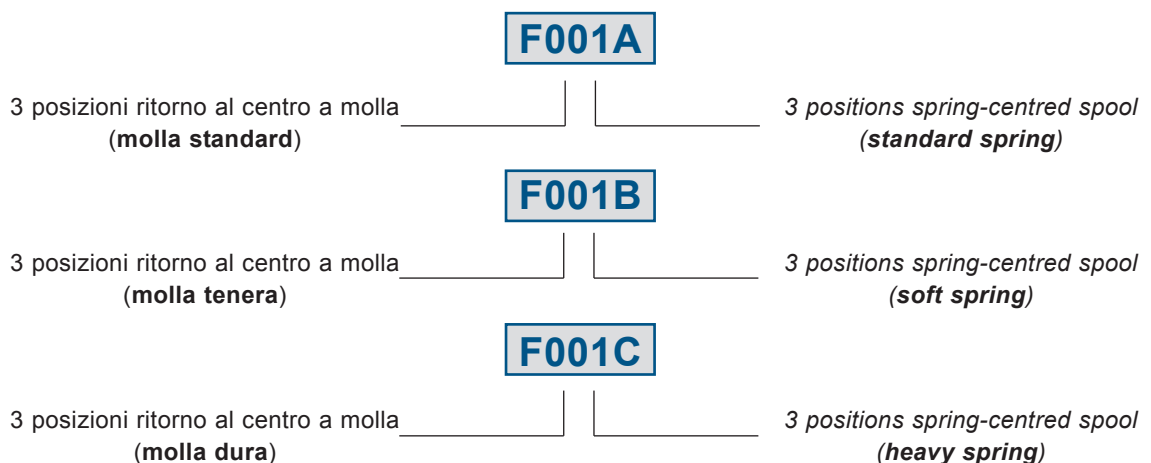 F001A
3 posizioni ritorno al centro a molla
(molla standard)
3 positions spring-centred spool
(standard spring)
F001B
3 posizioni ritorno al centro a molla
(molla tenera)
3 positions spring-centred spool
(soft spring)
F001C
3 posizioni ritorno al centro a molla
(molla dura)
3 positions spring-centred spool
(heavy spring)